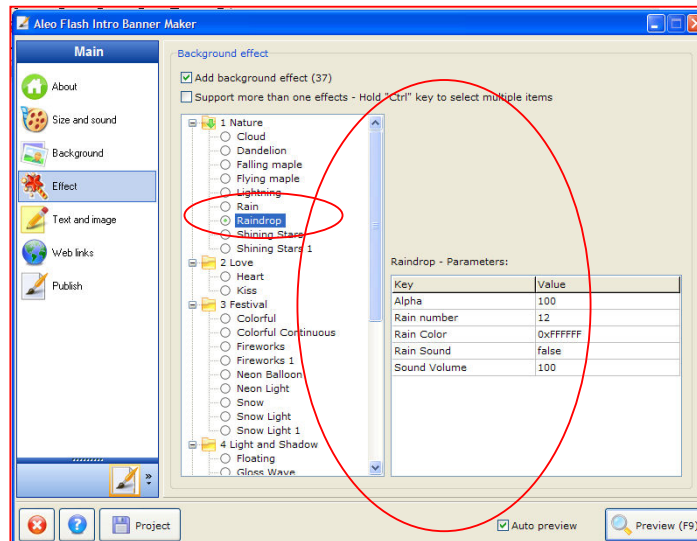 Aleo Flash Intro Banner Maker
Main
About
Size and sound
Background
Effect
Text and image
Web links
Publish
Background effect
Add background effect (37)
Support more than one effects - Hold "Ctrl" key to select multiple items
1 Nature
Cloud
Dandelion
Falling maple
Flying maple
Lightning
Rain
Raindrop
Shining Stars
Shining Stars 1
2 Love
Heart
Kiss
3 Festival
Colorful
Colorful Continuous
Fireworks
Fireworks 1
Neon Balloon
Neon Light
Snow
Snow Light
Snow Light 1
4 Light and Shadow
Floating
Gloss Wave
Raindrop - Parameters:
Key Value
Alpha 100
Rain number 12
Rain Color 0xFFFFFF
Rain Sound false
Sound Volume 100
Project
Auto preview
Preview (F9)